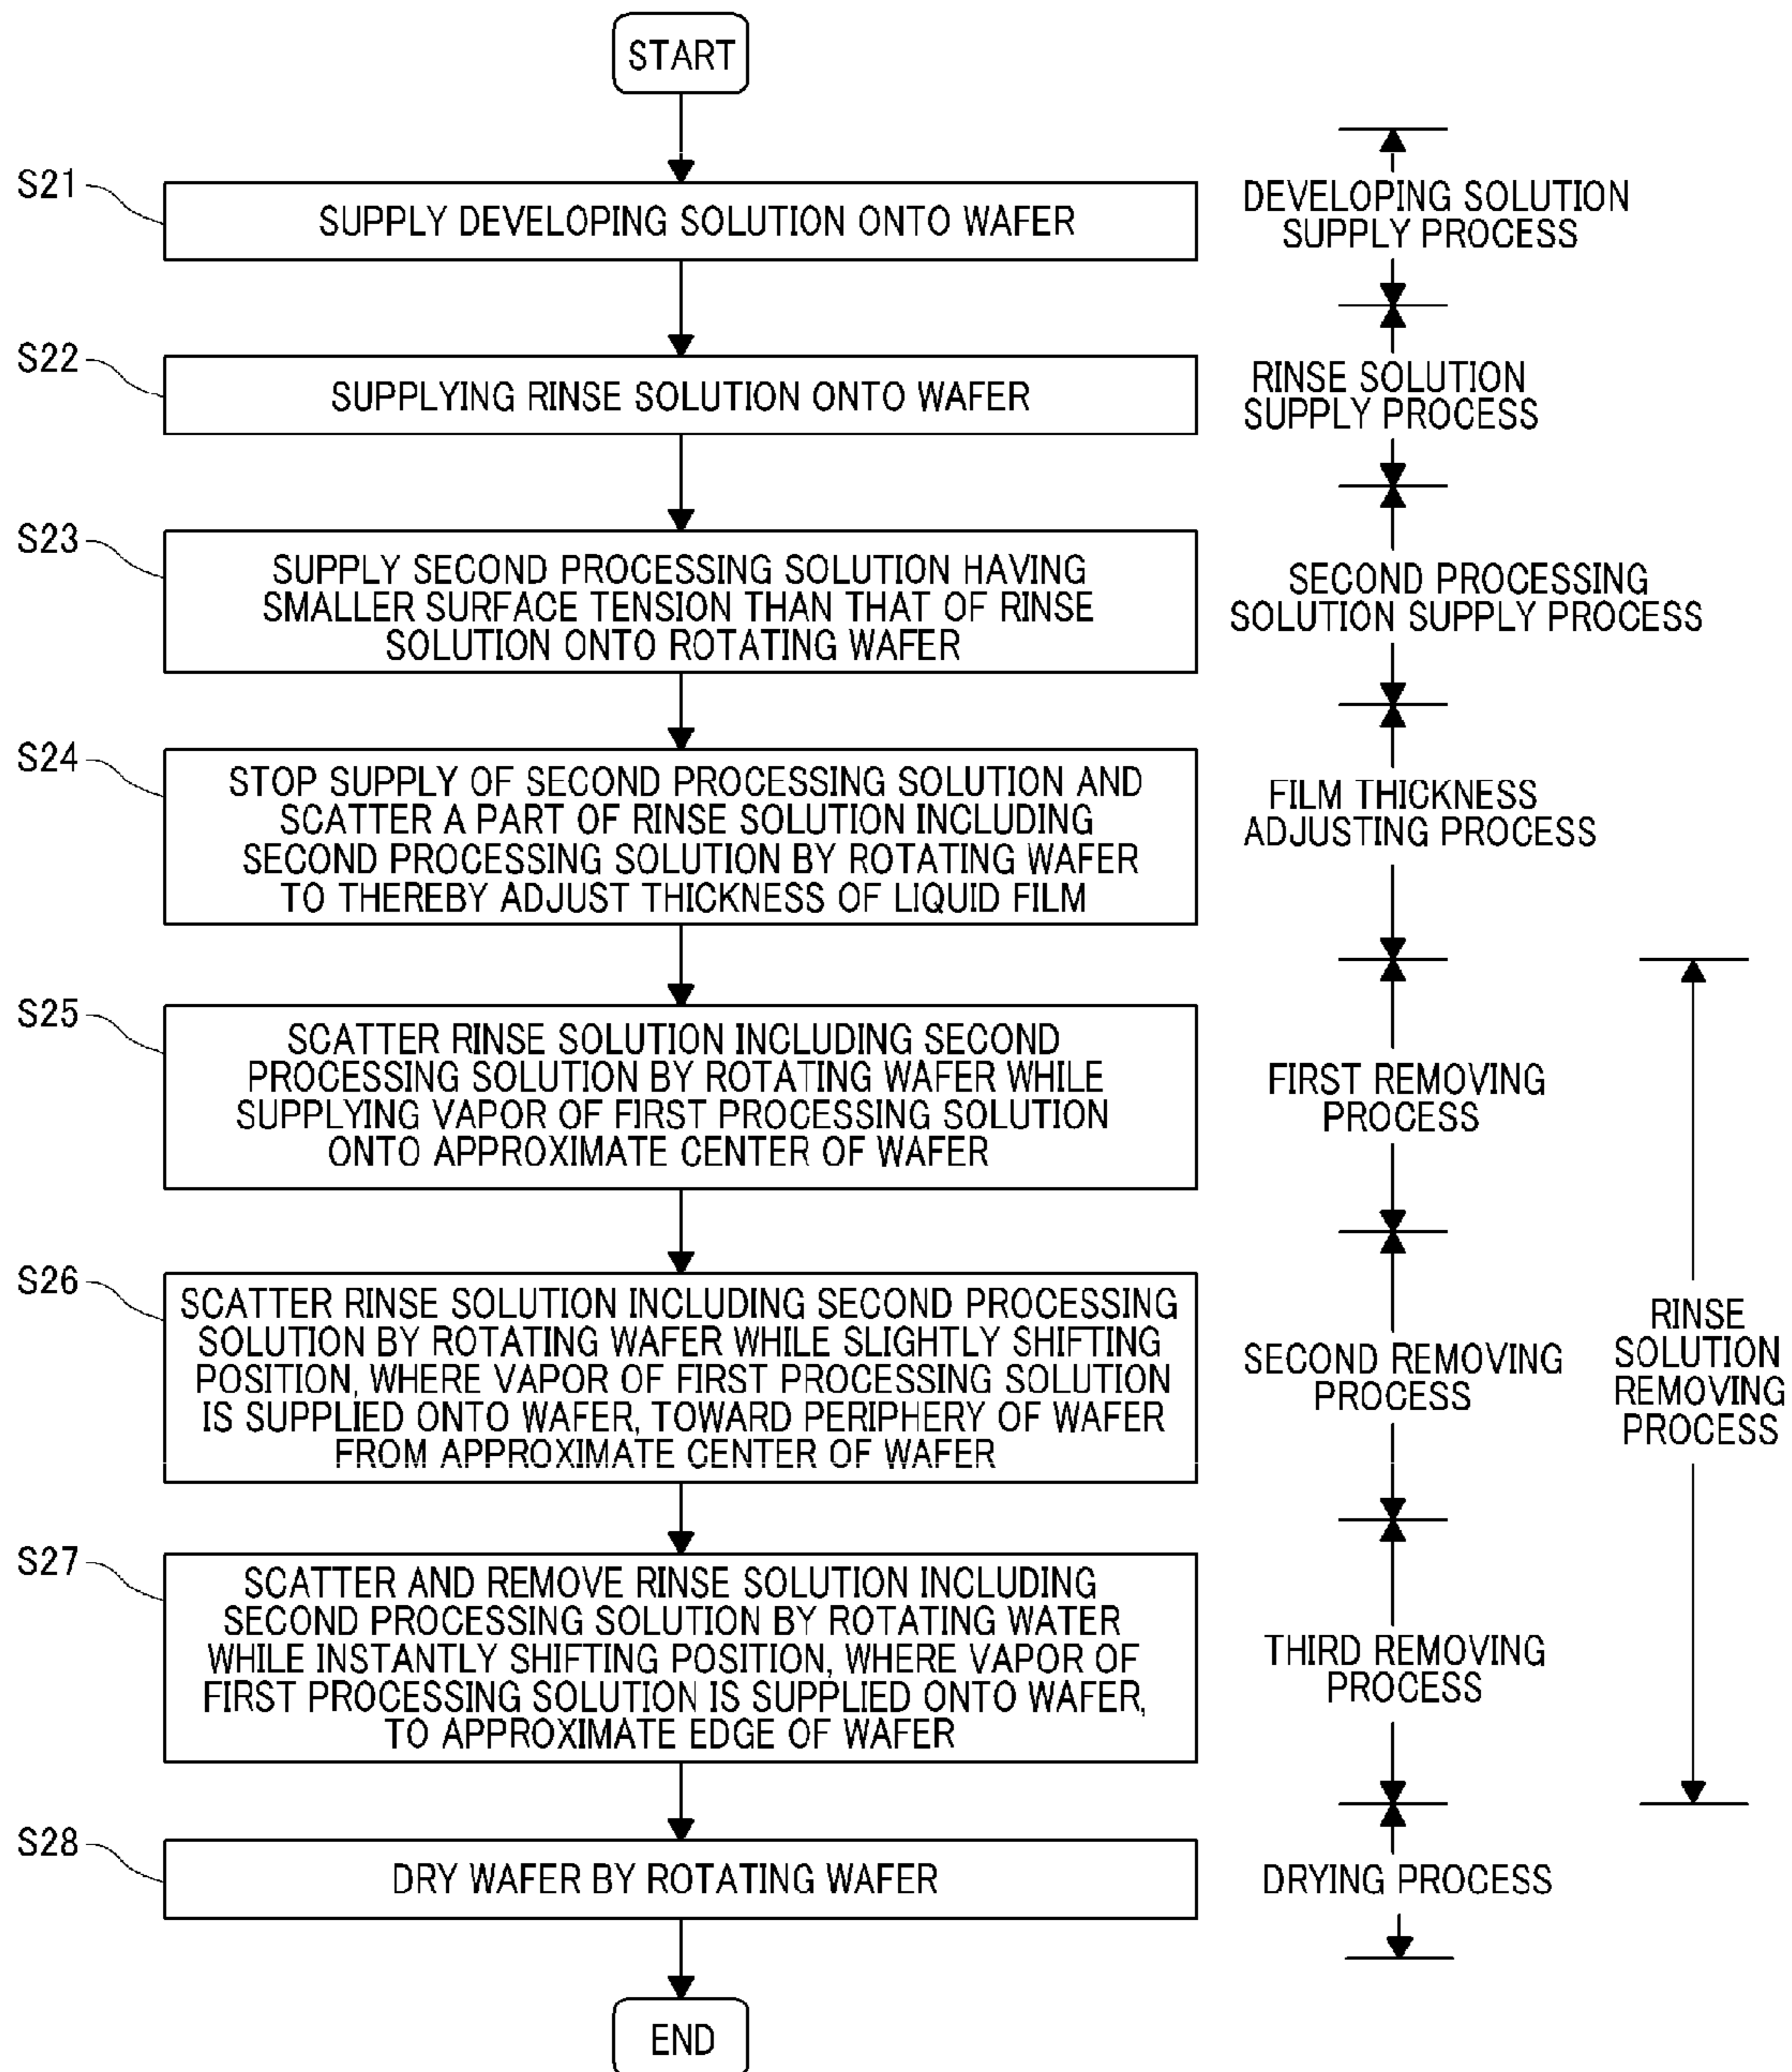 START
S21
SUPPLY DEVELOPING SOLUTION ONTO WAFER
DEVELOPING SOLUTION
SUPPLY PROCESS
S22
SUPPLYING RINSE SOLUTION ONTO WAFER
RINSE SOLUTION
SUPPLY PROCESS
S23
SUPPLY SECOND PROCESSING SOLUTION HAVING
SMALLER SURFACE TENSION THAN THAT OF RINSE
SOLUTION ONTO ROTATING WAFER
SECOND PROCESSING
SOLUTION SUPPLY PROCESS
S24
STOP SUPPLY OF SECOND PROCESSING SOLUTION AND
SCATTER A PART OF RINSE SOLUTION INCLUDING
SECOND PROCESSING SOLUTION BY ROTATING WAFER
TO THEREBY ADJUST THICKNESS OF LIQUID FILM
FILM THICKNESS
ADJUSTING PROCESS
S25
SCATTER RINSE SOLUTION INCLUDING SECOND
PROCESSING SOLUTION BY ROTATING WAFER WHILE
SUPPLYING VAPOR OF FIRST PROCESSING SOLUTION
ONTO APPROXIMATE CENTER OF WAFER
FIRST REMOVING
PROCESS
S26
SCATTER RINSE SOLUTION INCLUDING SECOND PROCESSING
SOLUTION BY ROTATING WAFER WHILE SLIGHTLY SHIFTING
POSITION, WHERE VAPOR OF FIRST PROCESSING SOLUTION
IS SUPPLIED ONTO WAFER, TOWARD PERIPHERY OF WAFER
FROM APPROXIMATE CENTER OF WAFER
SECOND REMOVING
PROCESS
RINSE
SOLUTION
REMOVING
PROCESS
S27
SCATTER AND REMOVE RINSE SOLUTION INCLUDING
SECOND PROCESSING SOLUTION BY ROTATING WATER
WHILE INSTANTLY SHIFTING POSITION, WHERE VAPOR OF
FIRST PROCESSING SOLUTION IS SUPPLIED ONTO WAFER,
TO APPROXIMATE EDGE OF WAFER
THIRD REMOVING
PROCESS
S28
DRY WAFER BY ROTATING WAFER
DRYING PROCESS
END